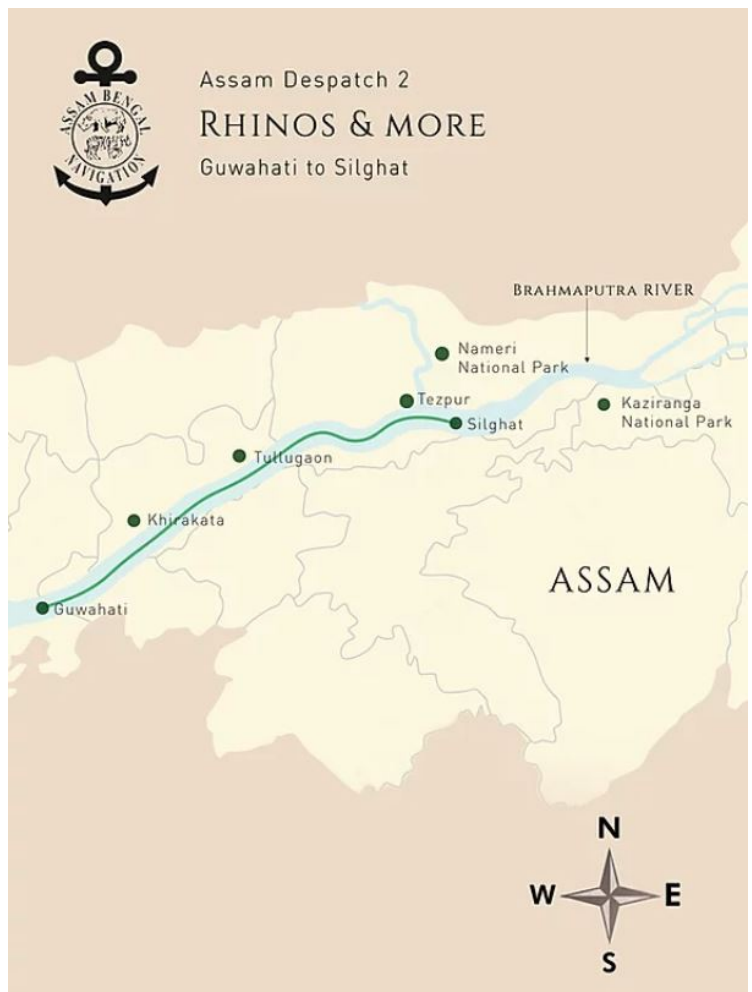 ASSAM BENGAL
NAVIGATION
Assam Despatch 2
RHINOS & MORE
Guwahati to Silghat
BRAHMAPUTRA RIVER
Nameri
National Park
Tezpur
Kaziranga
National Park
Silghat
Tullugaon
Khirakata
ASSAM
Guwahati
N
W
E
S